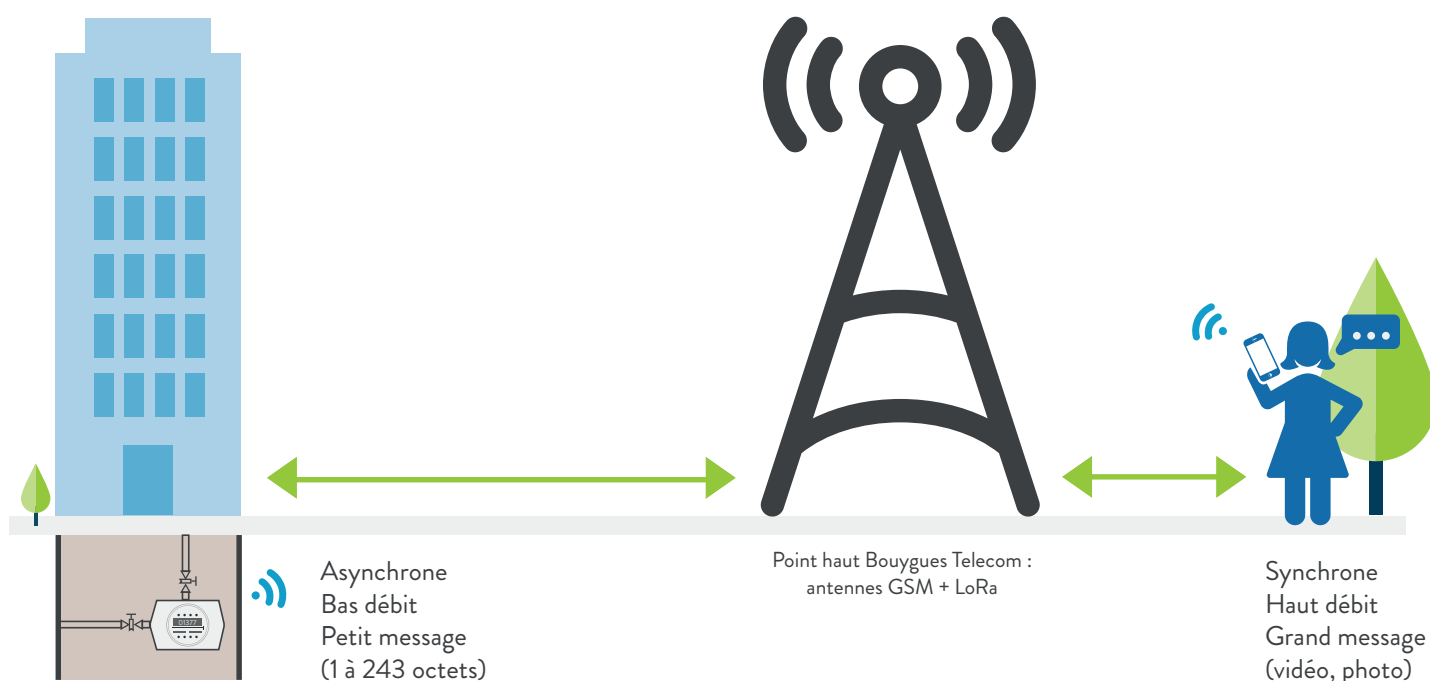 Asynchrone
Bas débit
Petit message
(1 à 243 octets)
Point haut Bouygues Telecom :
antennes GSM + LoRa
Synchrone
Haut débit
Grand message
(vidéo, photo)
01377